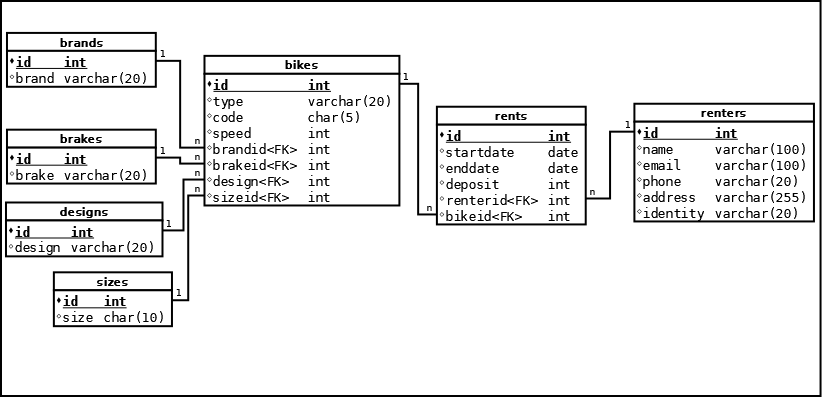 brands
id int
brand varchar(20)
brakes
id int
brake varchar(20)
designs
id int
design varchar(20)
sizes
id int
size char(10)
1
1
1
1
n
n
n
n
bikes
id int
type varchar(20)
code char(5)
speed int
brandid<FK> int
brakeid<FK> int
design<FK> int
sizeid<FK> int
1
n
rents
id int
startdate date
enddate date
deposit int
renterid<FK> int
bikeid<FK> int
n
1
renters
id int
name varchar(100)
email varchar(100)
phone varchar(20)
address varchar(255)
identity varchar(20)